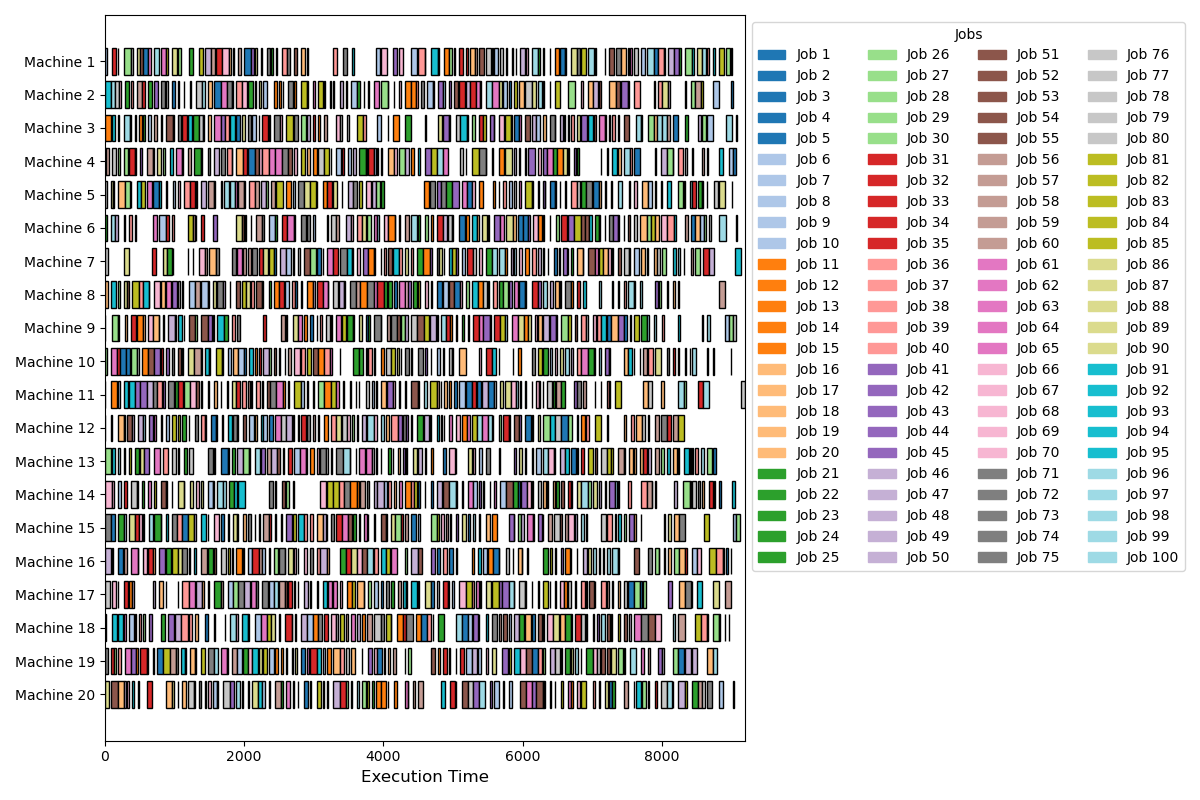 Machine 1
Machine 2
Machine 3
Machine 4
Machine 5
Machine 6
Machine 7
Machine 8
Machine 9
Machine 10
Machine 11
Machine 12
Machine 13
Machine 14
Machine 15
Machine 16
Machine 17
Machine 18
Machine 19
Machine 20
0 2000 4000 6000 8000
Execution Time
Jobs
Job 1 Job 26 Job 51 Job 76
Job 2 Job 27 Job 52 Job 77
Job 3 Job 28 Job 53 Job 78
Job 4 Job 29 Job 54 Job 79
Job 5 Job 30 Job 55 Job 80
Job 6 Job 31 Job 56 Job 81
Job 7 Job 32 Job 57 Job 82
Job 8 Job 33 Job 58 Job 83
Job 9 Job 34 Job 59 Job 84
Job 10 Job 35 Job 60 Job 85
Job 11 Job 36 Job 61 Job 86
Job 12 Job 37 Job 62 Job 87
Job 13 Job 38 Job 63 Job 88
Job 14 Job 39 Job 64 Job 89
Job 15 Job 40 Job 65 Job 90
Job 16 Job 41 Job 66 Job 91
Job 17 Job 42 Job 67 Job 92
Job 18 Job 43 Job 68 Job 93
Job 19 Job 44 Job 69 Job 94
Job 20 Job 45 Job 70 Job 95
Job 21 Job 46 Job 71 Job 96
Job 22 Job 47 Job 72 Job 97
Job 23 Job 48 Job 73 Job 98
Job 24 Job 49 Job 74 Job 99
Job 25 Job 50 Job 75 Job 100